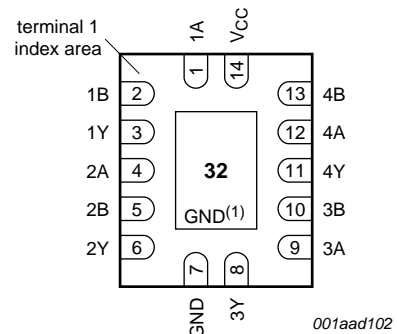 terminal 1
index area
1A
VCC
1
14
1B 2
13 4B
1Y 3
12 4A
2A 4
32
11 4Y
2B 5
GND(1)
10 3B
2Y 6
9 3A
7
8
GND
3Y
001aad102